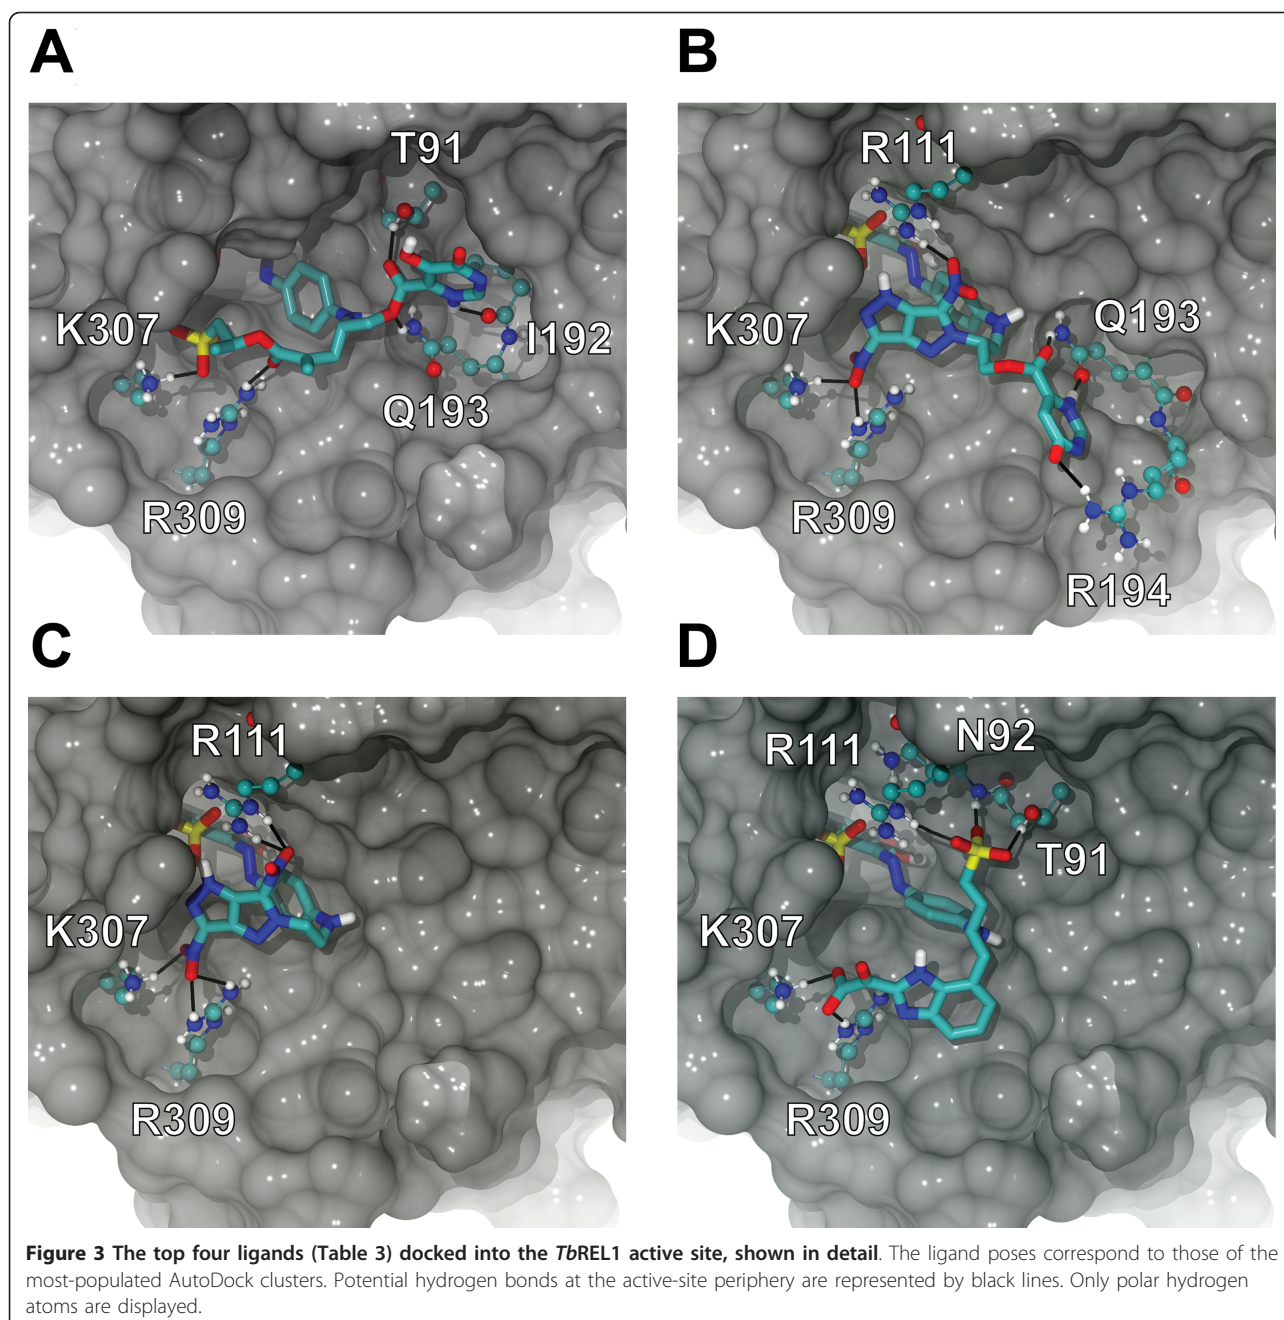 A
T91
K307
I192
Q193
R309
B
R111
Q193
K307
R309
R194
C
R111
K307
R309
D
N92
R111
T91
K307
R309
Figure 3 The top four ligands (Table 3) docked into the TbREL1 active site, shown in detail. The ligand poses correspond to those of the
most-populated AutoDock clusters. Potential hydrogen bonds at the active-site periphery are represented by black lines. Only polar hydrogen
atoms are displayed.